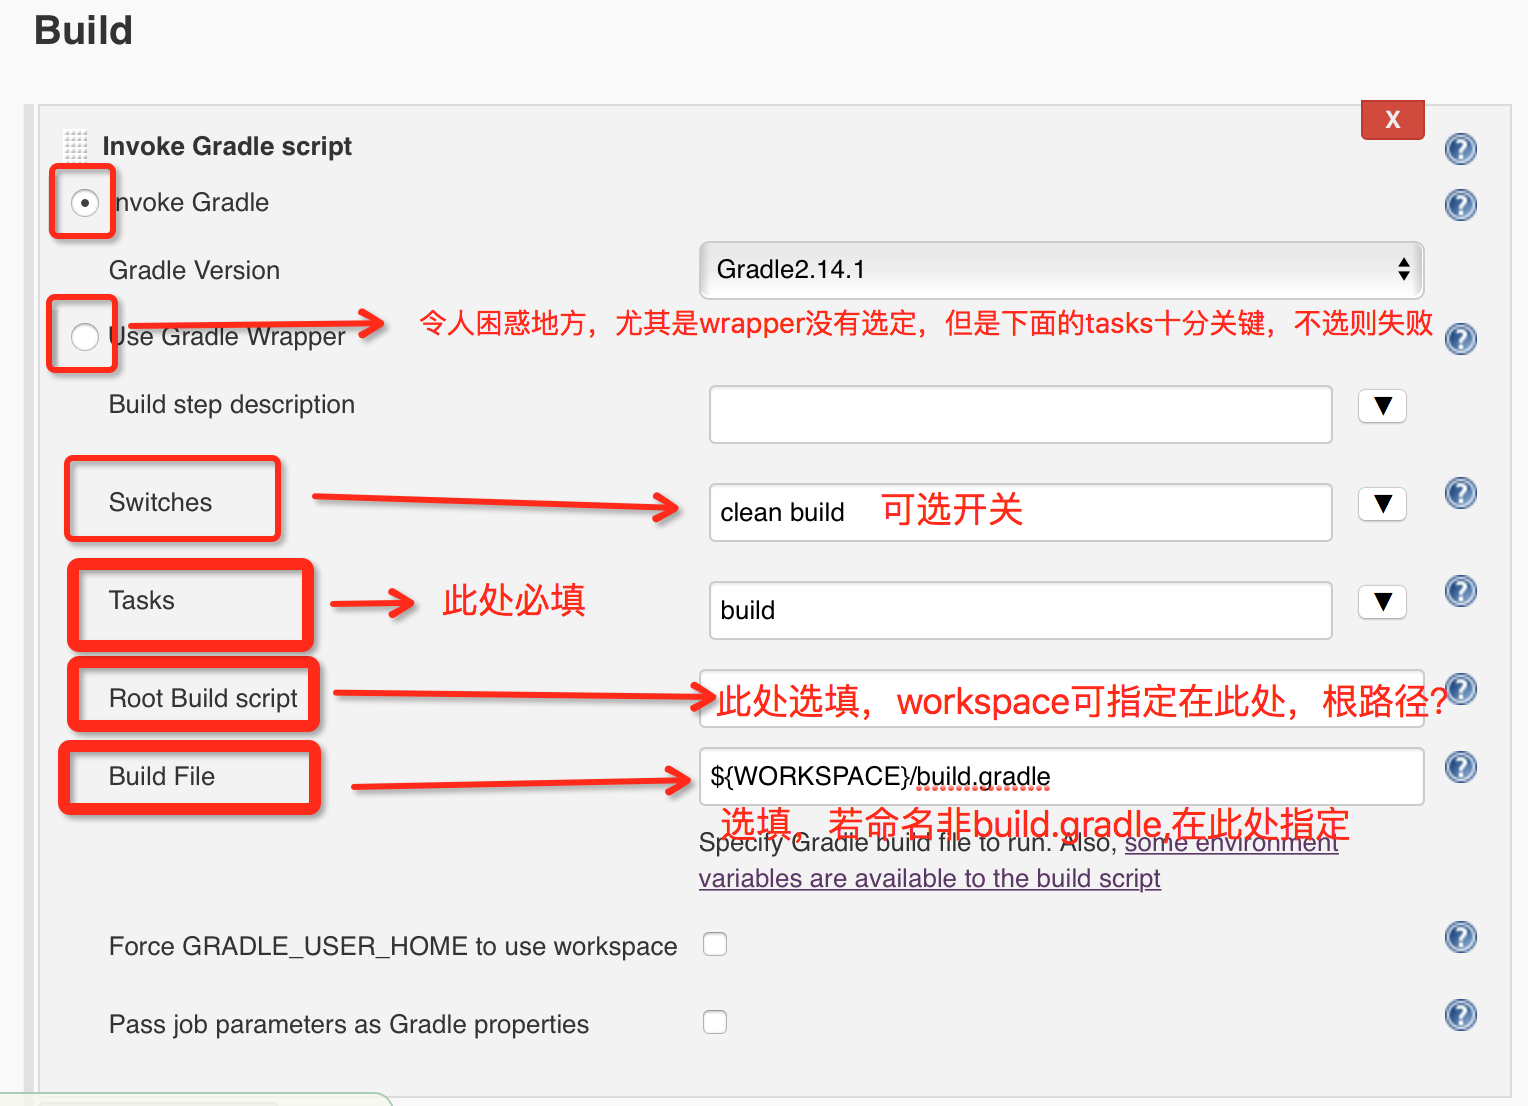 Build
X
Invoke Gradle script
Invoke Gradle
Gradle Version
Gradle2.14.1
令人困惑地方，尤其是wrapper没有选定，但是下面的tasks十分关键，不选则失败
Use Gradle Wrapper
Build step description
Switches
clean build 可选开关
Tasks
此处必填
build
Root Build script
此处选填，workspace可指定在此处，根路径?
Build File
${WORKSPACE}/build.gradle
选填，若命名非build.gradle,在此处指定
Specify Gradle build file to run. Also, some environment
variables are available to the build script
Force GRADLE_USER_HOME to use workspace
Pass job parameters as Gradle properties